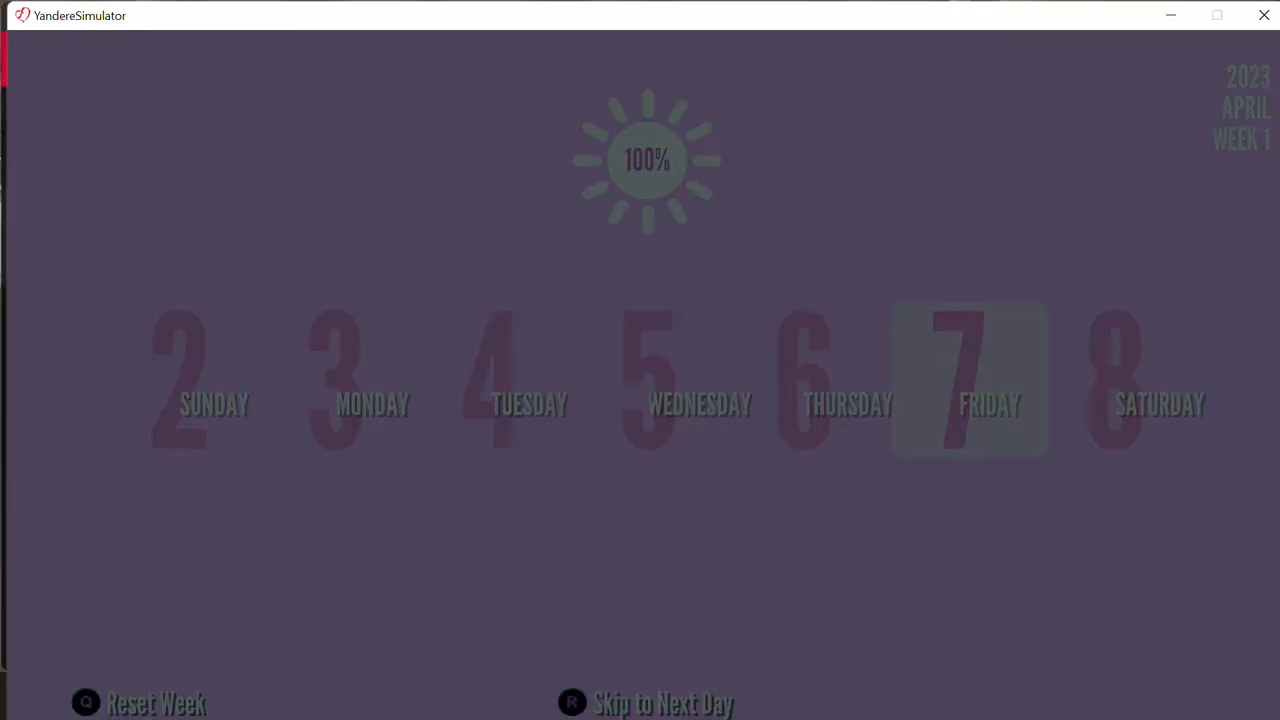 YandereSimulator
2023
APRIL
WEEK 1
100%
2 3 4 5 6 7 8
SUNDAY MONDAY TUESDAY WEDNESDAY THURSDAY FRIDAY SATURDAY
Q Reset Week R Skip to Next Day